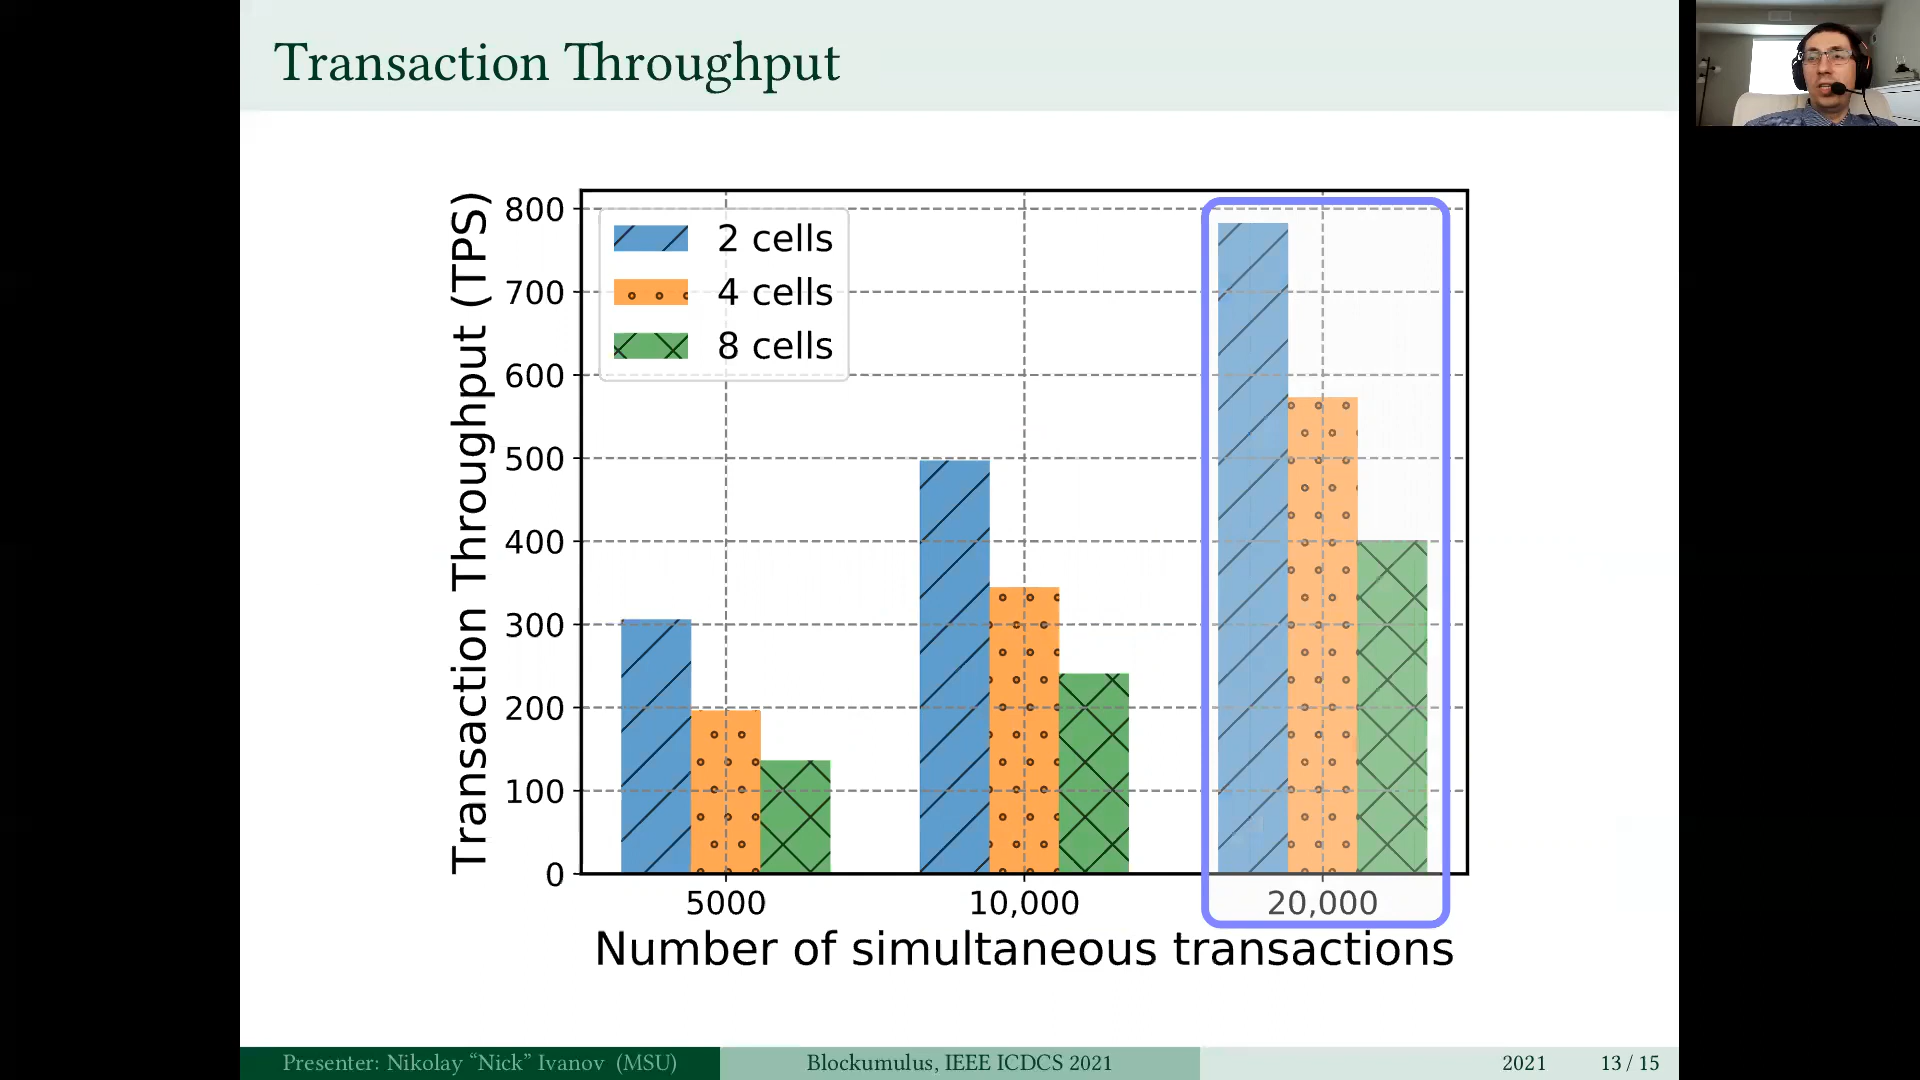 Transaction Throughput
Transaction Throughput (TPS)
800
700
600
500
400
300
200
100
0
2 cells
4 cells
8 cells
5000
10,000
20,000
Number of simultaneous transactions
Presenter: Nikolay “Nick” Ivanov (MSU)
Blockumulus, IEEE ICDCS 2021
2021
13 / 15